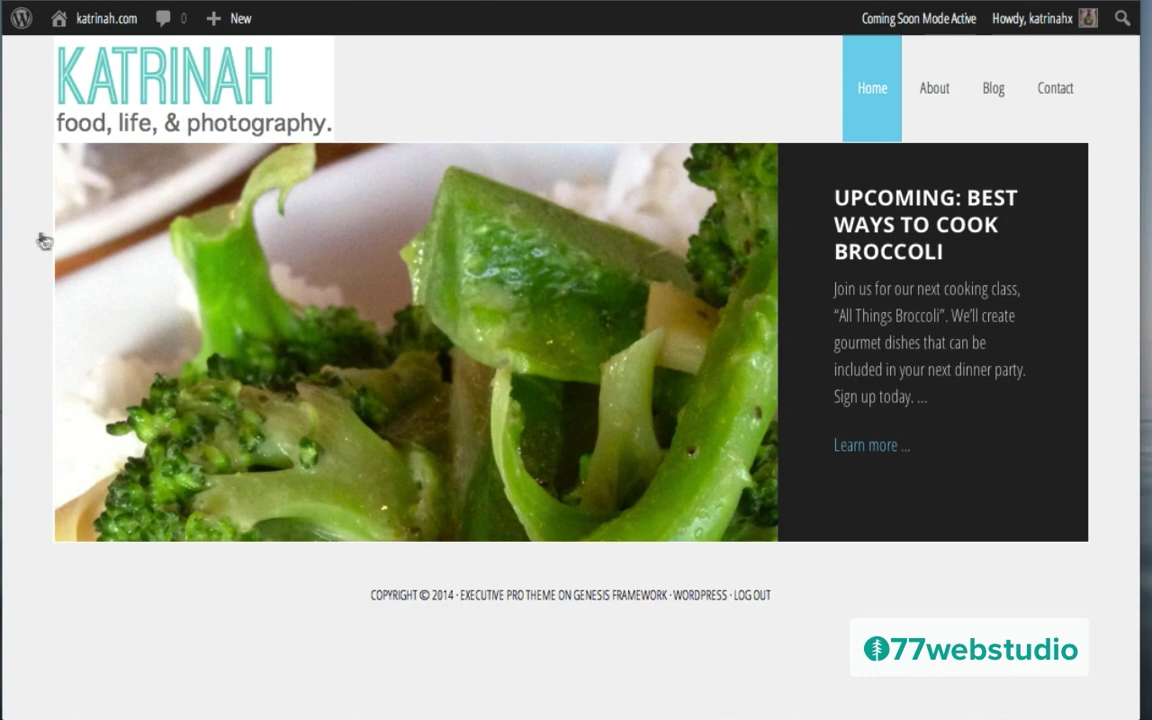 katrinah.com 0 New Coming Soon Mode Active Howdy, katrinahx
KATRINAH
food, life, & photography.
Home About Blog Contact
UPCOMING: BEST
WAYS TO COOK
BROCCOLI
Join us for our next cooking class,
“All Things Broccoli”. We’ll create
gourmet dishes that can be
included in your next dinner party.
Sign up today. ...
Learn more ...
COPYRIGHT © 2014 · EXECUTIVE PRO THEME ON GENESIS FRAMEWORK · WORDPRESS · LOG OUT
77webstudio